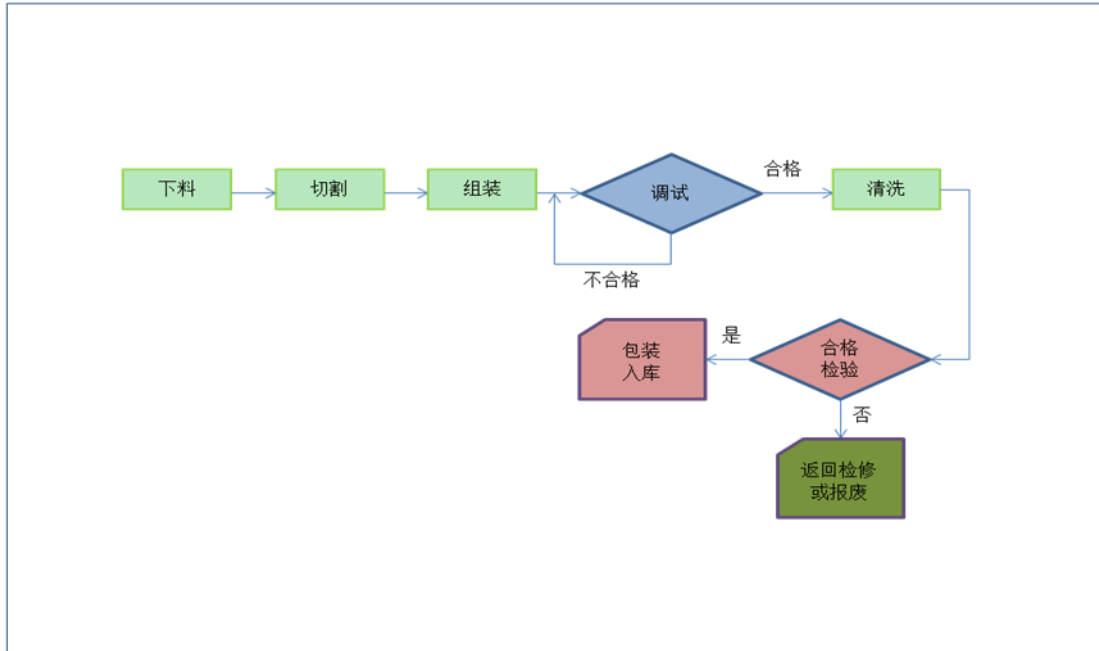 下料
切割
组装
调试
合格
清洗
不合格
包装
入库
是
合格
检验
否
返回检修
或报废